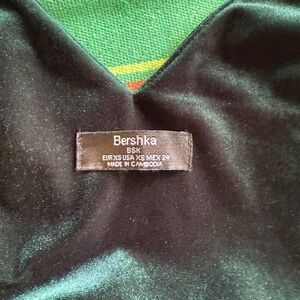 Bershka
BSK
EUR XS USA XS MEX 24
MADE IN CAMBODIA